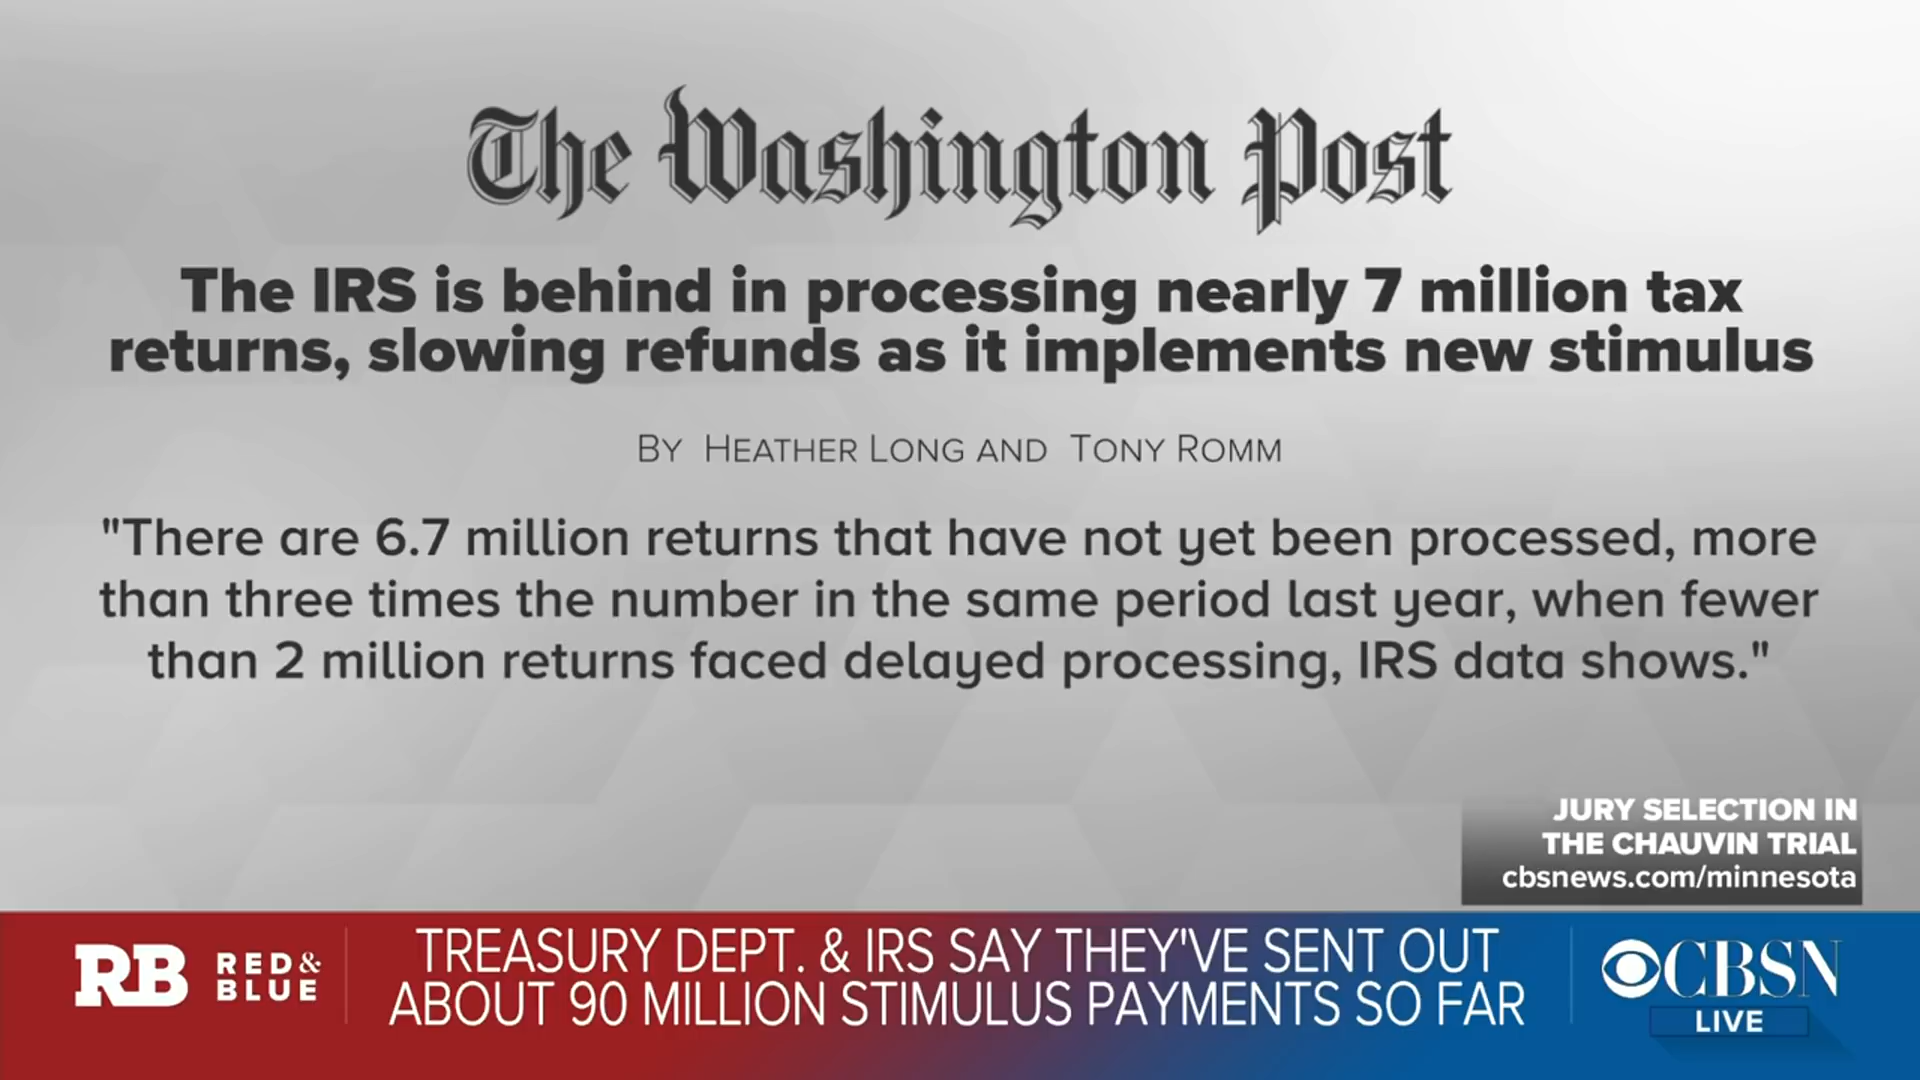 The Washington Post
The IRS is behind in processing nearly 7 million tax
returns, slowing refunds as it implements new stimulus
BY HEATHER LONG AND TONY ROMM
"There are 6.7 million returns that have not yet been processed, more
than three times the number in the same period last year, when fewer
than 2 million returns faced delayed processing, IRS data shows."
JURY SELECTION IN
THE CHAUVIN TRIAL
cbsnews.com/minnesota
RB
RED &
BLUE
TREASURY DEPT. & IRS SAY THEY'VE SENT OUT
ABOUT 90 MILLION STIMULUS PAYMENTS SO FAR
CBSN
LIVE